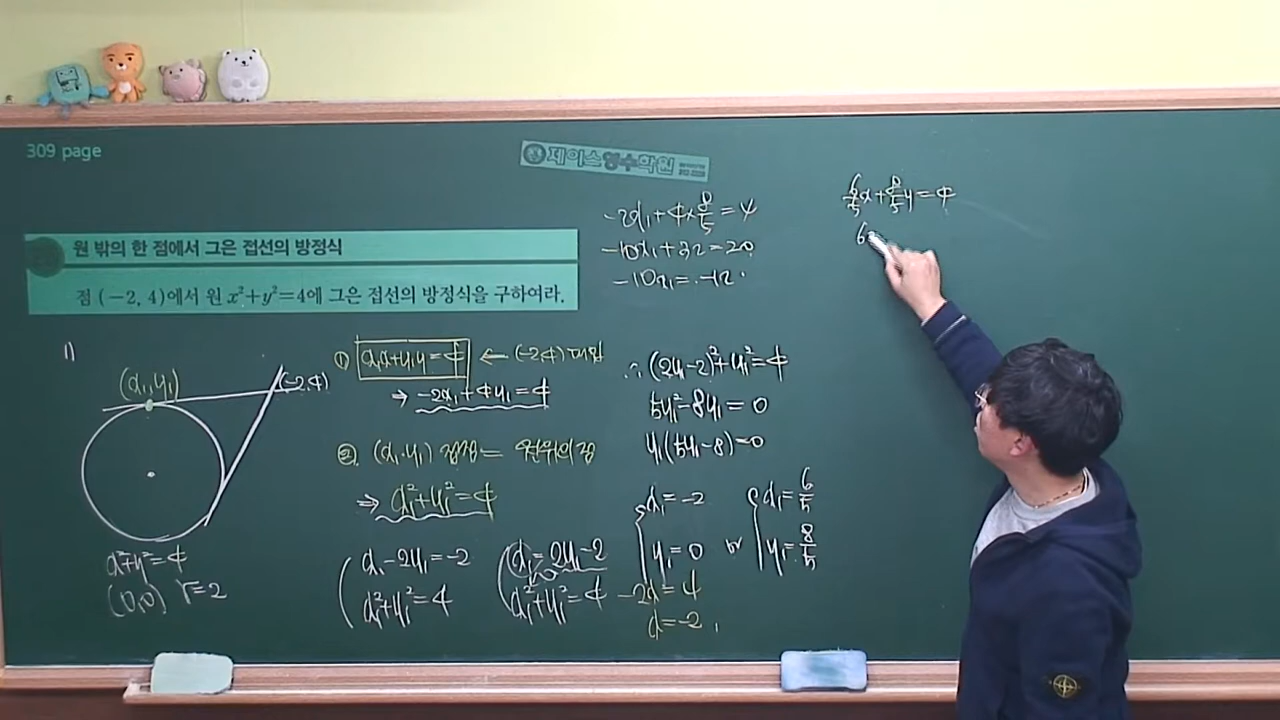 309 page
제이스영수학원
원 밖의 한 점에서 그은 접선의 방정식
점 (-2, 4)에서 원 x²+y²=4에 그은 접선의 방정식을 구하여라.
1)
(x₁,y₁)
(-2,4)
x²+y²=4
(0,0) r=2
① x₁x+y₁y=4 ← (-2,4) 대입
⇒ -2x₁+4y₁=4
②. (x₁,y₁) 접점 = 원위의점
⇒ x₁²+y₁²=4
x₁-2y₁=-2
x₁²+y₁²=4
x₁=2y₁-2
x₁²+y₁²=4
-2x₁+4×8/5=4
-10x₁+32=20
-10x₁=-12
∴ (2y₁-2)²+y₁²=4
5y₁²-8y₁=0
y₁(5y₁-8)=0
x₁=-2
y₁=0
or
x₁=6/5
y₁=8/5
-2x=4
x=-2
6/5x+8/5y=4
6